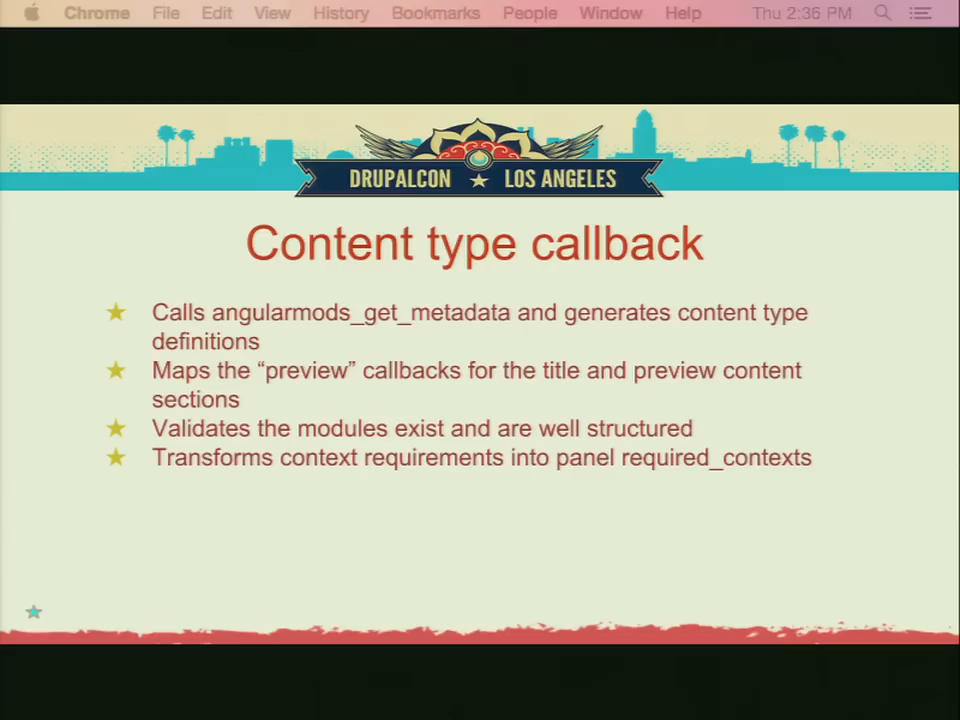 Chrome File Edit View History Bookmarks People Window Help Thu 2:36 PM
DRUPALCON ★ LOS ANGELES
Content type callback
★ Calls angularmods_get_metadata and generates content type
definitions
★ Maps the “preview” callbacks for the title and preview content
sections
★ Validates the modules exist and are well structured
★ Transforms context requirements into panel required_contexts